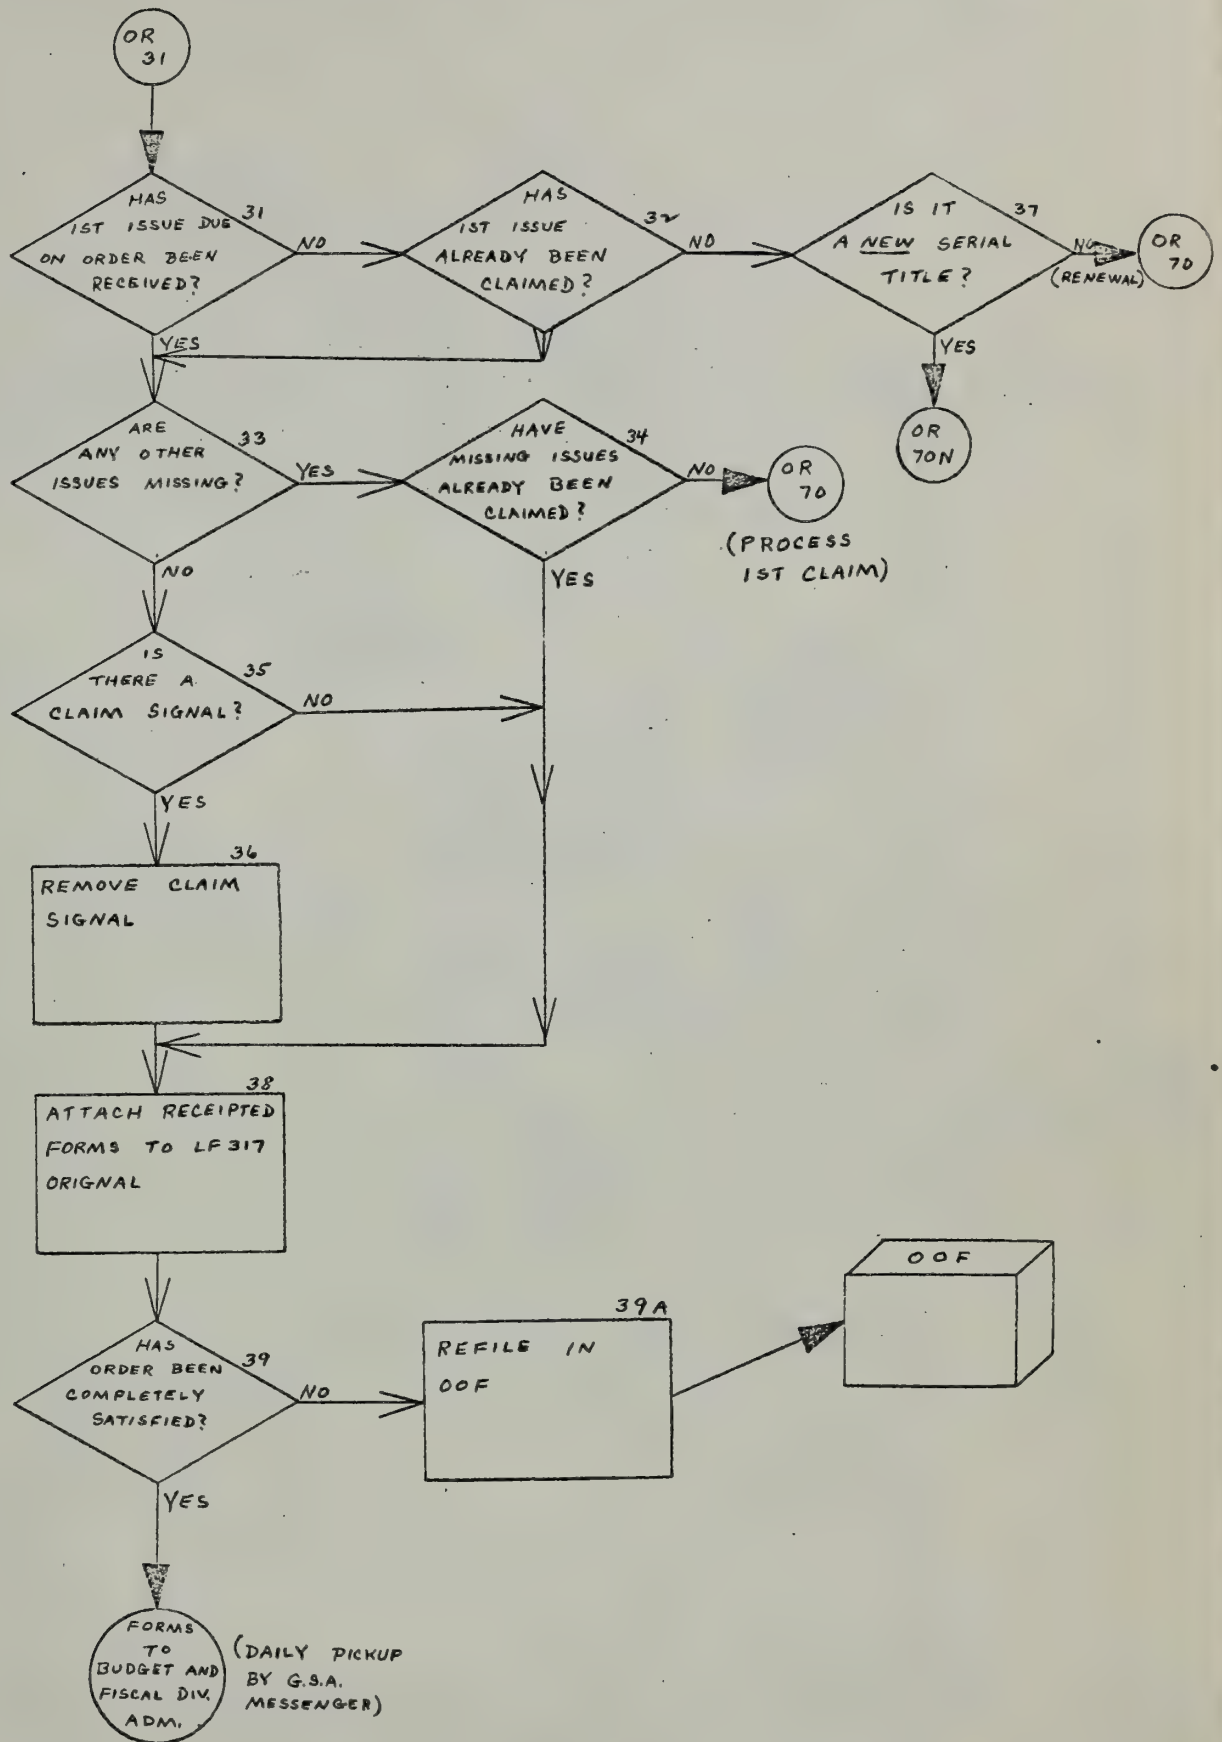 OR
31
HAS
1ST ISSUE DUE
ON ORDER BEEN
RECEIVED?
31
NO
HAS
1ST ISSUE
ALREADY BEEN
CLAIMED?
32
NO
IS IT
A NEW SERIAL
TITLE?
37
NO
(RENEWAL)
OR
70
YES
YES
OR
70N
ARE
ANY OTHER
ISSUES MISSING?
33
YES
HAVE
MISSING ISSUES
ALREADY BEEN
CLAIMED?
34
NO
OR
70
(PROCESS
1ST CLAIM)
NO
YES
IS
THERE A
CLAIM SIGNAL?
35
NO
YES
36
REMOVE CLAIM
SIGNAL
38
ATTACH RECEIPTED
FORMS TO LF 317
ORIGNAL
HAS
ORDER BEEN
COMPLETELY
SATISFIED?
39
NO
39A
REFILE IN
OOF
OOF
YES
FORMS
TO
BUDGET AND
FISCAL DIV.
ADM.
(DAILY PICKUP
BY G.S.A.
MESSENGER)